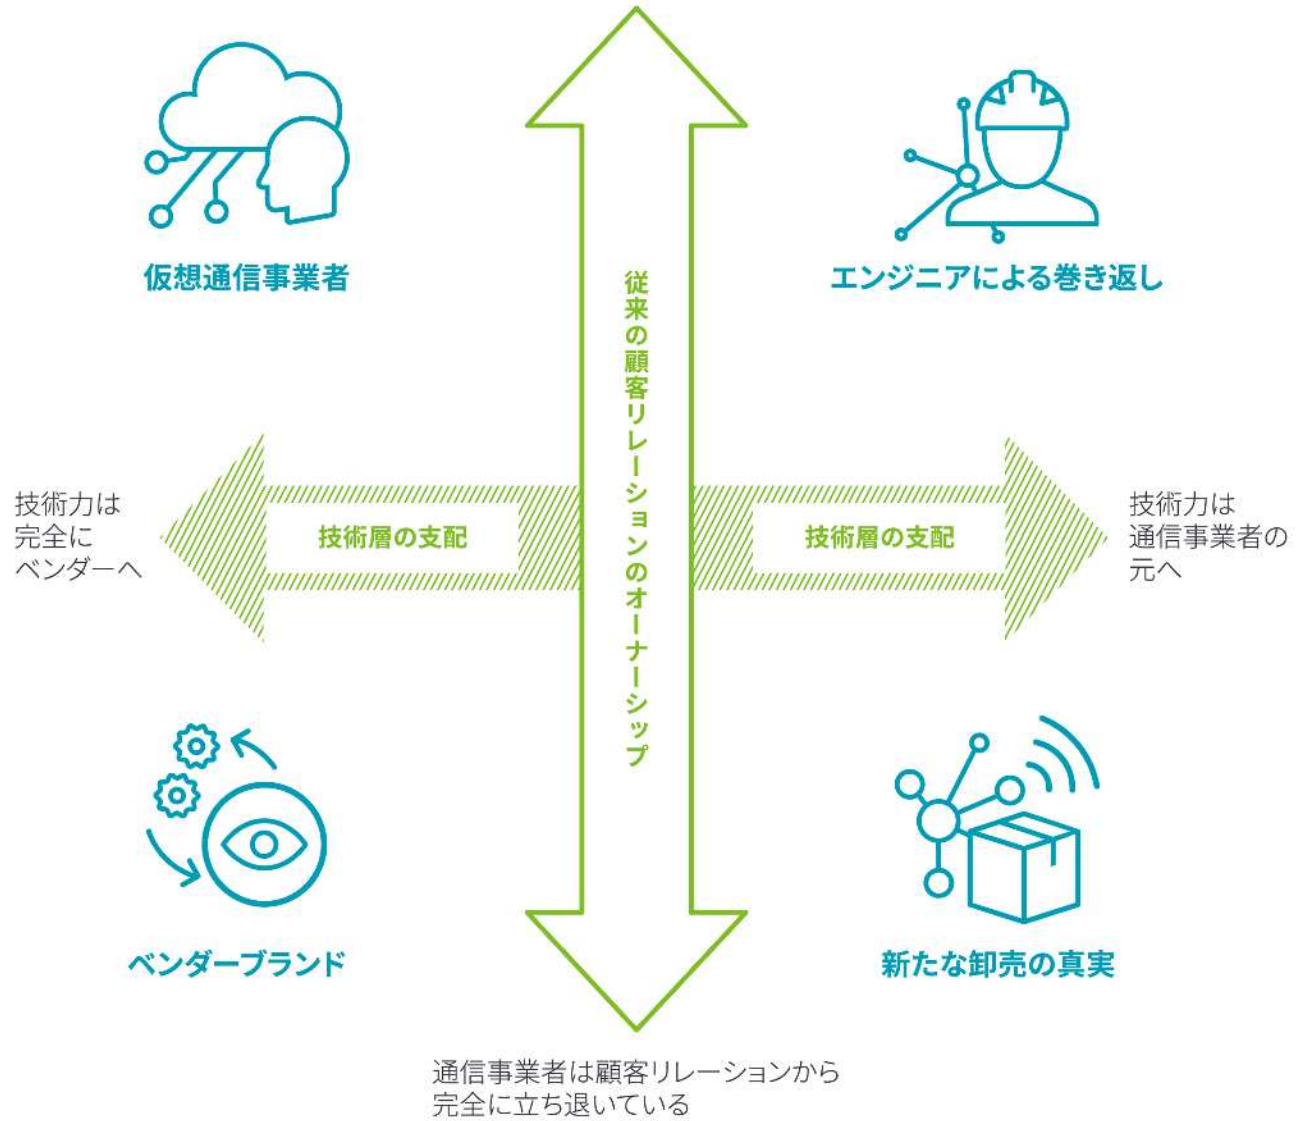 仮想通信事業者
エンジニアによる巻き返し
従来の顧客リレーションのオーナーシップ
技術力は
完全に
ベンダーへ
技術層の支配
技術層の支配
技術力は
通信事業者の
元へ
ベンダーブランド
新たな卸売の真実
通信事業者は顧客リレーションから
完全に立ち退いている